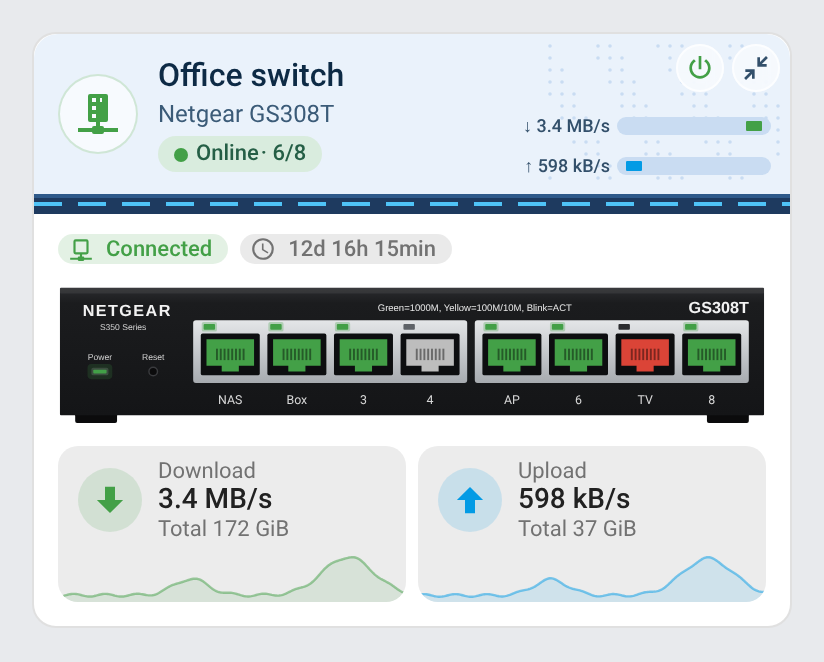 Office switch
Netgear GS308T
Online · 6/8
↓ 3.4 MB/s
↑ 598 kB/s
Connected
12d 16h 15min
NETGEAR
S350 Series
Green=1000M, Yellow=100M/10M, Blink=ACT
GS308T
Power
Reset
NAS
Box
3
4
AP
6
TV
8
Download
3.4 MB/s
Total 172 GiB
Upload
598 kB/s
Total 37 GiB